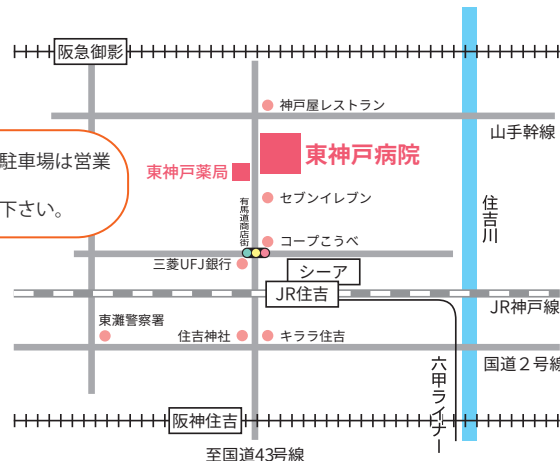 阪急御影
神戸屋レストラン
山手幹線
駐車場は営業
下さい。
東神戸病院
東神戸薬局
セブンイレブン
有馬道商店街
住吉川
コープこうべ
三菱UFJ銀行
シーア
JR住吉
JR神戸線
東灘警察署
住吉神社
キララ住吉
国道2号線
六甲ライナー
阪神住吉
至国道43号線